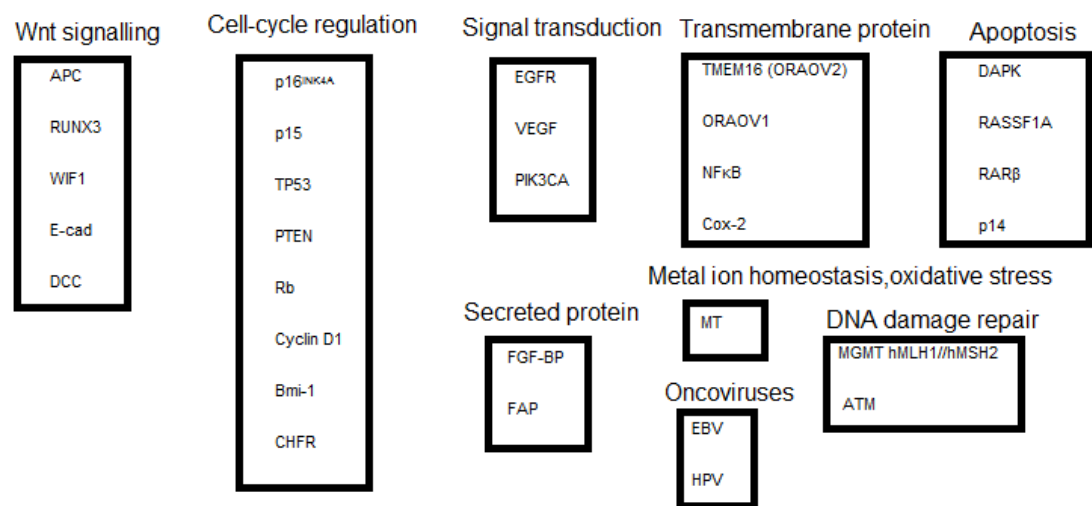 Wnt signalling
APC
RUNX3
WIF1
E-cad
DCC
Cell-cycle regulation
p16INK4A
p15
TP53
PTEN
Rb
Cyclin D1
Bmi-1
CHFR
Signal transduction
EGFR
VEGF
PIK3CA
Transmembrane protein
TMEM16 (ORAOV2)
ORAOV1
NFκB
Cox-2
Apoptosis
DAPK
RASSF1A
RARβ
p14
Secreted protein
FGF-BP
FAP
Metal ion homeostasis,oxidative stress
MT
Oncoviruses
EBV
HPV
DNA damage repair
MGMT hMLH1//hMSH2
ATM